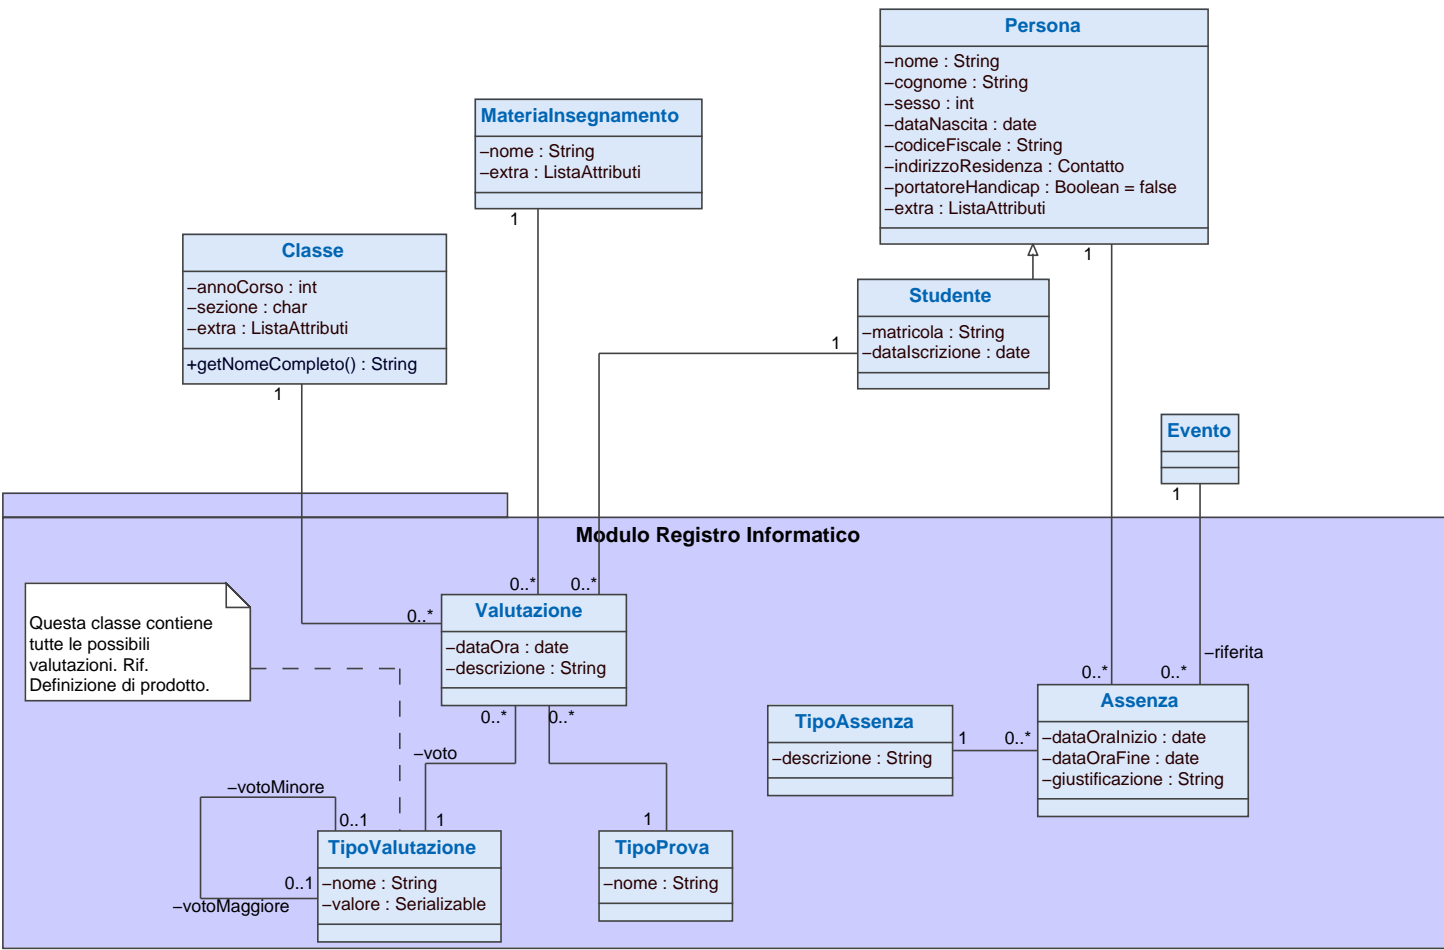 Persona
–nome : String
–cognome : String
–sesso : int
–dataNascita : date
–codiceFiscale : String
–indirizzoResidenza : Contatto
–portatoreHandicap : Boolean = false
–extra : ListaAttributi
1
MateriaInsegnamento
–nome : String
–extra : ListaAttributi
1
Classe
–annoCorso : int
–sezione : char
–extra : ListaAttributi
+getNomeCompleto() : String
1
Studente
–matricola : String
–dataIscrizione : date
1
Evento
1
Modulo Registro Informatico
Questa classe contiene
tutte le possibili
valutazioni. Rif.
Definizione di prodotto.
0..*
0..*
0..*
Valutazione
–dataOra : date
–descrizione : String
0..*
0..*
–voto
–riferita
0..*
0..*
Assenza
–dataOraInizio : date
–dataOraFine : date
–giustificazione : String
TipoAssenza
–descrizione : String
1
0..*
–votoMinore
0..1
1
1
TipoValutazione
–nome : String
–valore : Serializable
0..1
–votoMaggiore
TipoProva
–nome : String